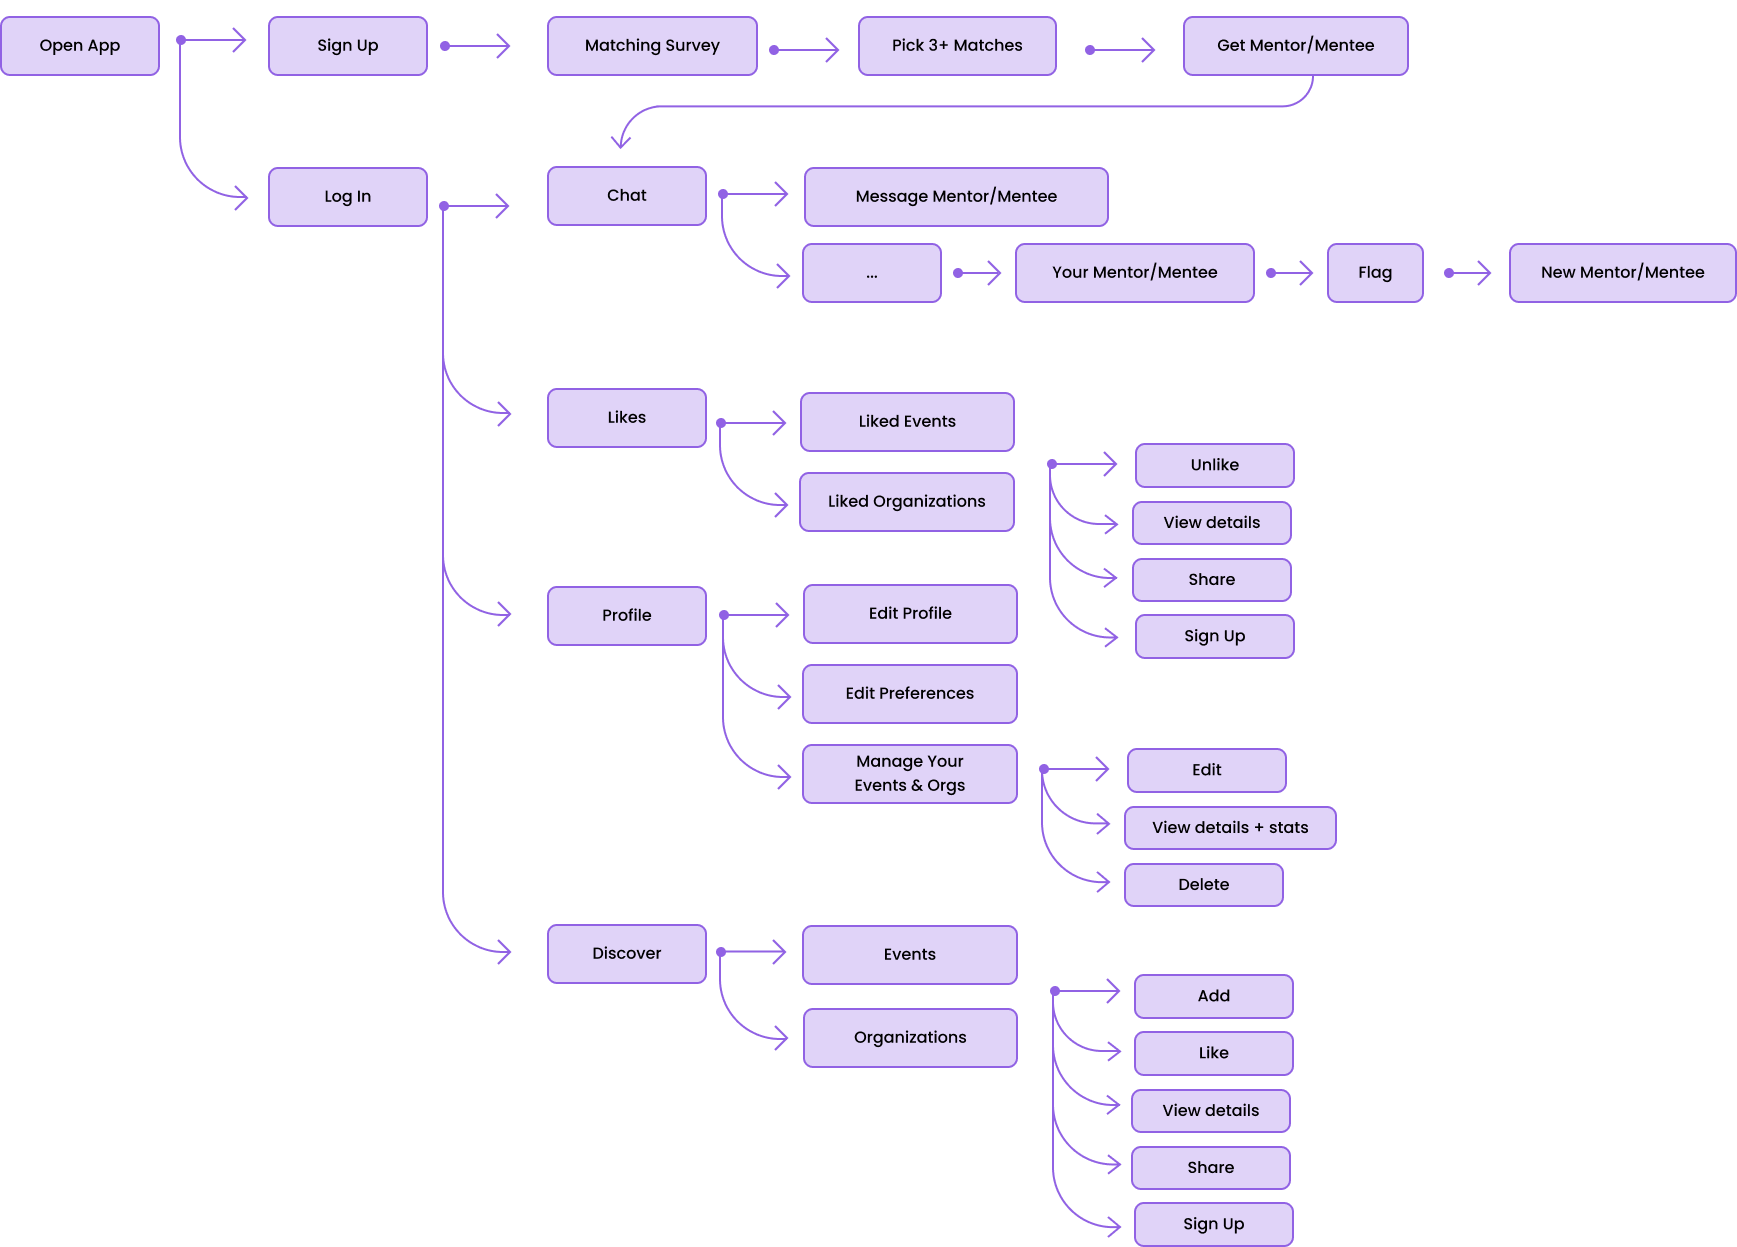 Open App
Sign Up
Matching Survey
Pick 3+ Matches
Get Mentor/Mentee
Log In
Chat
Message Mentor/Mentee
...
Your Mentor/Mentee
Flag
New Mentor/Mentee
Likes
Liked Events
Liked Organizations
Unlike
View details
Share
Sign Up
Profile
Edit Profile
Edit Preferences
Manage Your
Events & Orgs
Edit
View details + stats
Delete
Discover
Events
Organizations
Add
Like
View details
Share
Sign Up